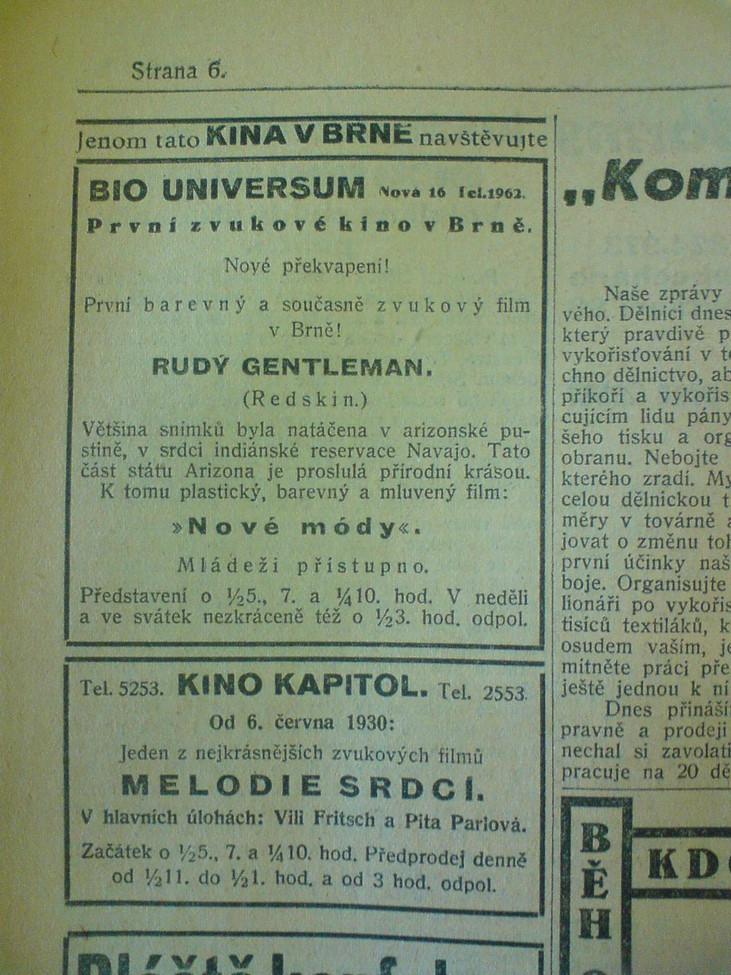 Strana 6.
Jenom tato KINA V BRNĚ navštěvujte
BIO UNIVERSUM Nová 16 Tel.1962.
První zvukové kino v Brně.
Nové překvapení!
První barevný a současně zvukový film
v Brně!
RUDÝ GENTLEMAN.
(Redskin.)
Většina snímků byla natáčena v arizonské pu-
stině, v srdci indiánské reservace Navajo. Tato
část státu Arizona je proslulá přírodní krásou.
K tomu plastický, barevný a mluvený film:
»Nové módy«.
Mládeži přístupno.
Představení o ½5., 7. a ¼10. hod. V neděli
a ve svátek nezkráceně též o ½3. hod. odpol.
Tel. 5253. KINO KAPITOL. Tel. 2553.
Od 6. června 1930:
Jeden z nejkrásnějších zvukových filmů
MELODIE SRDCÍ.
V hlavních úlohách: Vili Fritsch a Pita Parlová.
Začátek o ½5., 7. a ¼10. hod. Předprodej denně
od ½11. do ½1. hod. a od 3 hod. odpol.
„Kom
Naše zprávy
vého. Dělníci dnes
který pravdivě p
vykořisťování v t
chno dělnictvo, ab
příkoří a vykořis
cujícím lidu pány
šeho tisku a org
obranu. Nebojte
kterého zradí. My
celou dělnickou t
měry v továrně a
jovat o změnu toh
první účinky naš
boje. Organisujte
lionáři po vykořis
tisíců textiláků, k
osudem vaším, je
mítněte práci pře
ještě jednou k ní
Dnes přináší
pravně a prodeji
nechal si zavolati
pracuje na 20 dě
BĚH
KDO